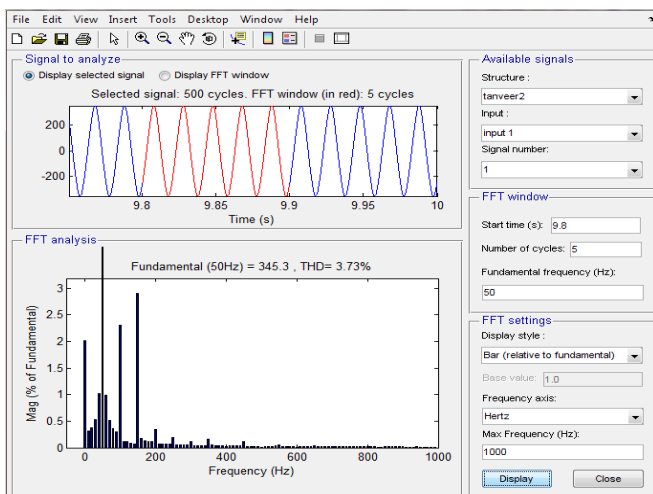 File Edit View Insert Tools Desktop Window Help
Signal to analyze
Display selected signal Display FFT window
Selected signal: 500 cycles. FFT window (in red): 5 cycles
200
0
-200
9.8 9.85 9.9 9.95 10
Time (s)
FFT analysis
Fundamental (50Hz) = 345.3 , THD= 3.73%
3
2.5
2
1.5
1
0.5
0
Mag (% of Fundamental)
0 200 400 600 800 1000
Frequency (Hz)
Available signals
Structure :
tanveer2
Input :
input 1
Signal number:
1
FFT window
Start time (s): 9.8
Number of cycles: 5
Fundamental frequency (Hz):
50
FFT settings
Display style :
Bar (relative to fundamental)
Base value: 1.0
Frequency axis:
Hertz
Max Frequency (Hz):
1000
Display Close